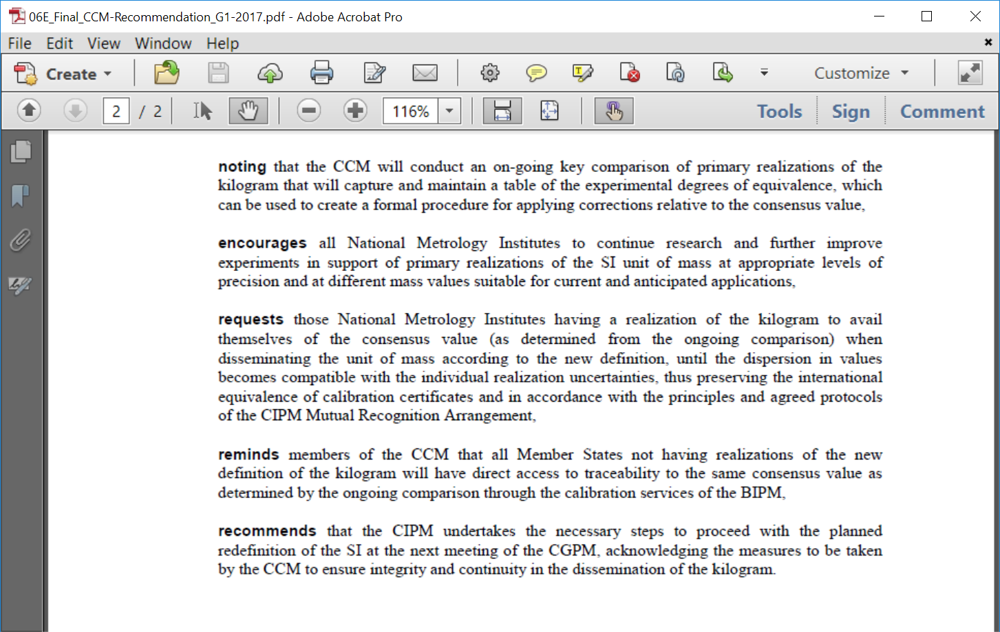 06E_Final_CCM-Recommendation_G1-2017.pdf - Adobe Acrobat Pro
File Edit View Window Help
Create Customize
2 / 2 116% Tools Sign Comment
noting that the CCM will conduct an on-going key comparison of primary realizations of the
kilogram that will capture and maintain a table of the experimental degrees of equivalence, which
can be used to create a formal procedure for applying corrections relative to the consensus value,
encourages all National Metrology Institutes to continue research and further improve
experiments in support of primary realizations of the SI unit of mass at appropriate levels of
precision and at different mass values suitable for current and anticipated applications,
requests those National Metrology Institutes having a realization of the kilogram to avail
themselves of the consensus value (as determined from the ongoing comparison) when
disseminating the unit of mass according to the new definition, until the dispersion in values
becomes compatible with the individual realization uncertainties, thus preserving the international
equivalence of calibration certificates and in accordance with the principles and agreed protocols
of the CIPM Mutual Recognition Arrangement,
reminds members of the CCM that all Member States not having realizations of the new
definition of the kilogram will have direct access to traceability to the same consensus value as
determined by the ongoing comparison through the calibration services of the BIPM,
recommends that the CIPM undertakes the necessary steps to proceed with the planned
redefinition of the SI at the next meeting of the CGPM, acknowledging the measures to be taken
by the CCM to ensure integrity and continuity in the dissemination of the kilogram.